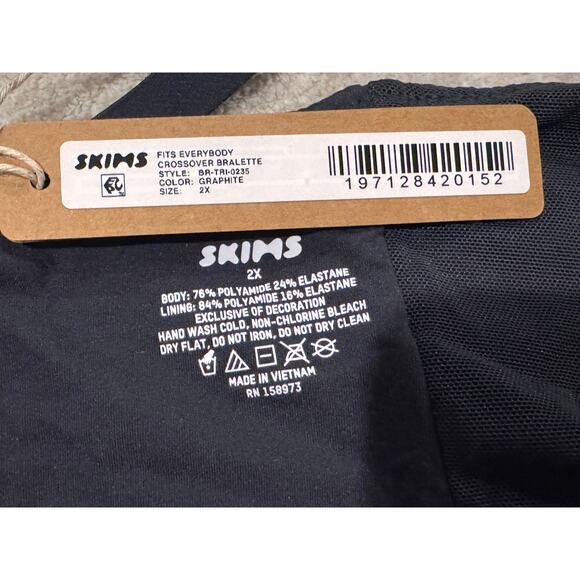 SKIMS
FITS EVERYBODY
CROSSOVER BRALETTE
STYLE: BR-TRI-0235
COLOR: GRAPHITE
SIZE: 2X
197128420152
SKIMS
2X
BODY: 76% POLYAMIDE 24% ELASTANE
LINING: 84% POLYAMIDE 16% ELASTANE
EXCLUSIVE OF DECORATION
HAND WASH COLD, NON-CHLORINE BLEACH
DRY FLAT, DO NOT IRON, DO NOT DRY CLEAN
MADE IN VIETNAM
RN 158973